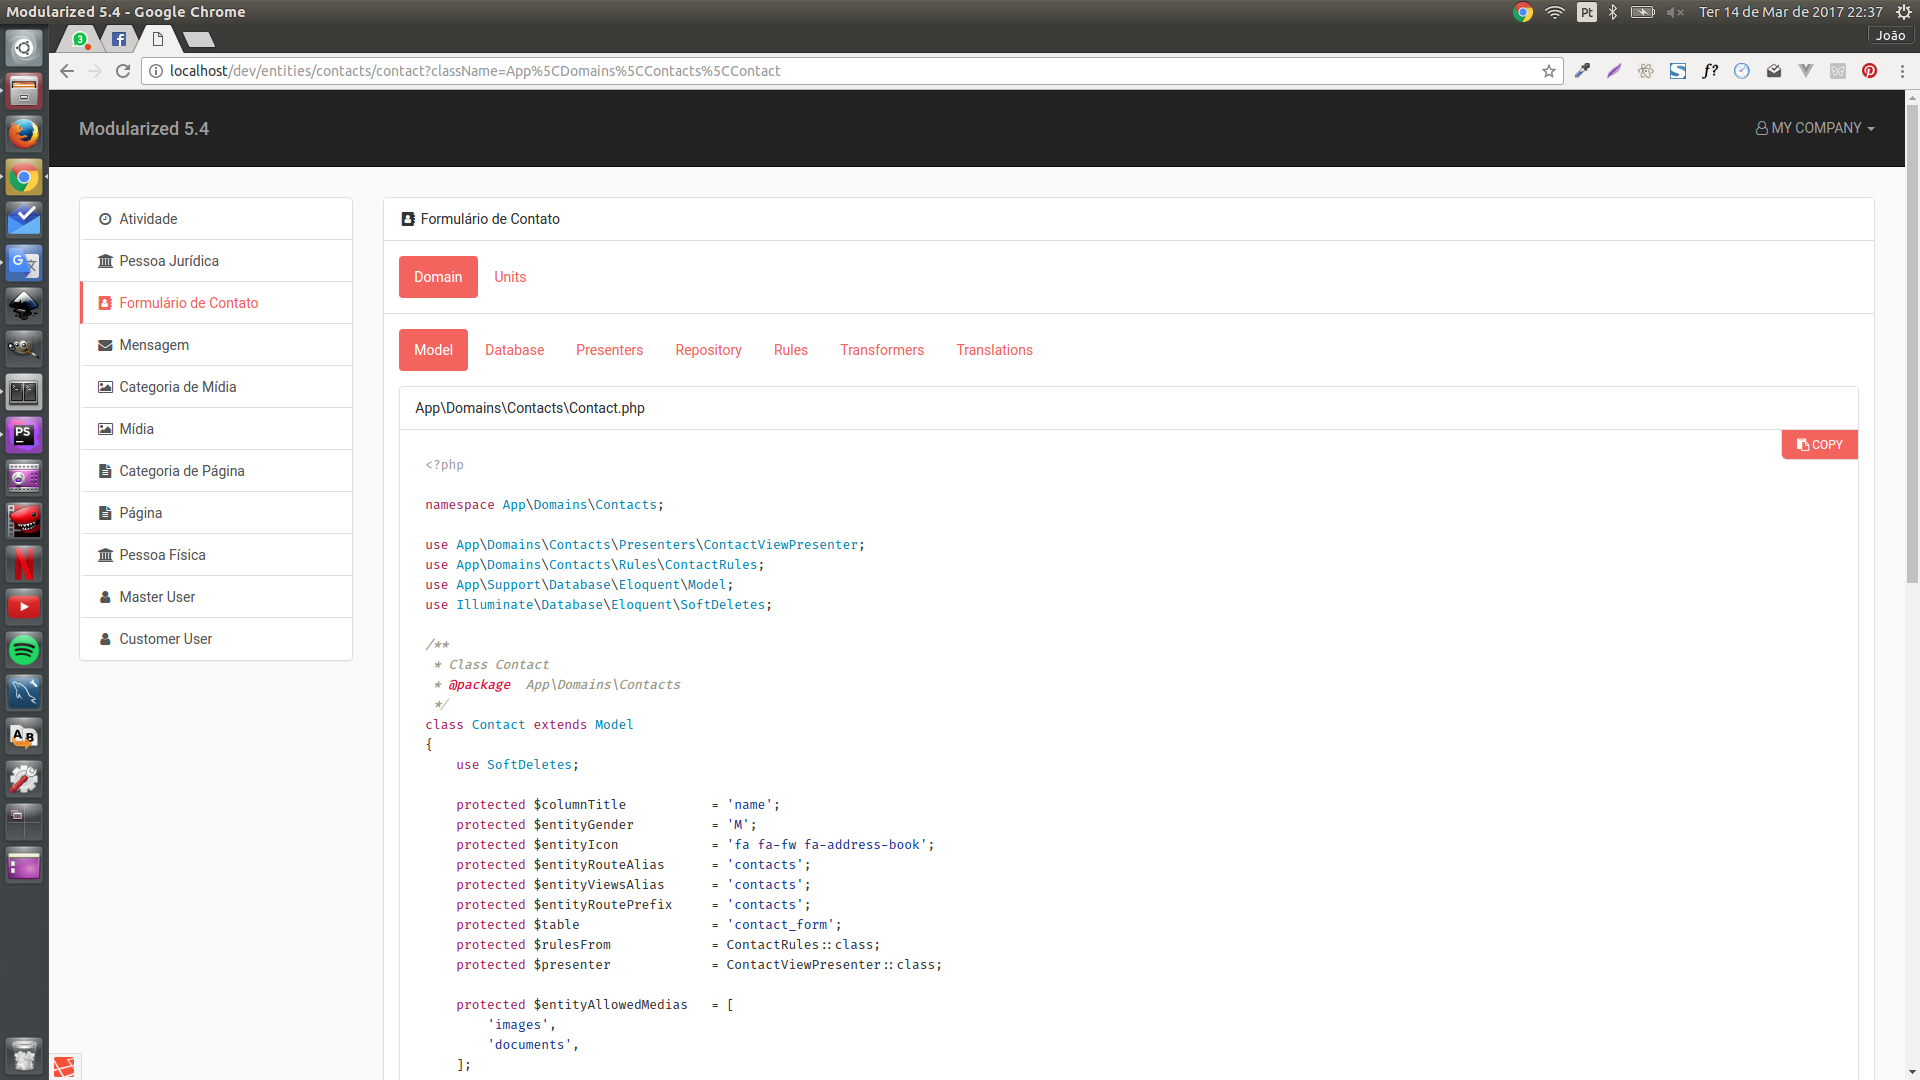 Modularized 5.4 - Google Chrome
Pt
Ter 14 de Mar de 2017 22:37
3
João
localhost/dev/entities/contacts/contact?className=App%5CDomains%5CContacts%5CContact
f?
Modularized 5.4
MY COMPANY
Atividade
Pessoa Jurídica
Formulário de Contato
Mensagem
Categoria de Mídia
Mídia
Categoria de Página
Página
Pessoa Física
Master User
Customer User
Formulário de Contato
Domain Units
Model Database Presenters Repository Rules Transformers Translations
App\Domains\Contacts\Contact.php
COPY
<?php
namespace App\Domains\Contacts;
use App\Domains\Contacts\Presenters\ContactViewPresenter;
use App\Domains\Contacts\Rules\ContactRules;
use App\Support\Database\Eloquent\Model;
use Illuminate\Database\Eloquent\SoftDeletes;
/**
 * Class Contact
 * @package  App\Domains\Contacts
 */
class Contact extends Model
{
    use SoftDeletes;
    protected $columnTitle           = 'name';
    protected $entityGender          = 'M';
    protected $entityIcon            = 'fa fa-fw fa-address-book';
    protected $entityRouteAlias      = 'contacts';
    protected $entityViewsAlias      = 'contacts';
    protected $entityRoutePrefix     = 'contacts';
    protected $table                 = 'contact_form';
    protected $rulesFrom             = ContactRules::class;
    protected $presenter             = ContactViewPresenter::class;
    protected $entityAllowedMedias   = [
        'images',
        'documents',
    ];
G
PS
N
A B